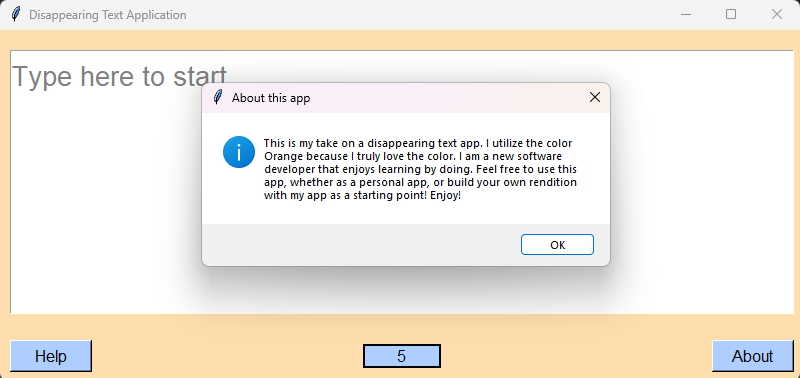 Disappearing Text Application
Type here to start
About this app
This is my take on a disappearing text app. I utilize the color
Orange because I truly love the color. I am a new software
developer that enjoys learning by doing. Feel free to use this
app, whether as a personal app, or build your own rendition
with my app as a starting point! Enjoy!
OK
Help
5
About